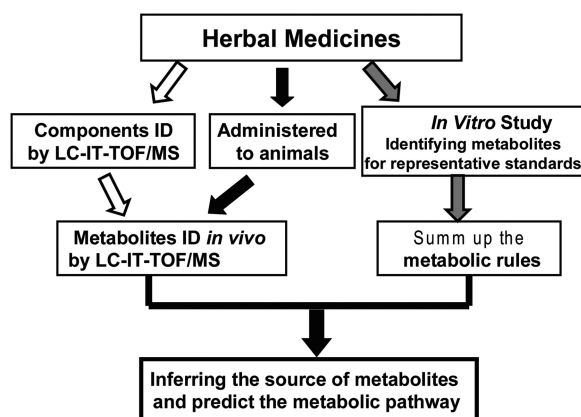 Herbal Medicines
Components ID
by LC-IT-TOF/MS
Administered
to animals
In Vitro Study
Identifying metabolites
for representative standards
Metabolites ID in vivo
by LC-IT-TOF/MS
Summ up the
metabolic rules
Inferring the source of metabolites
and predict the metabolic pathway